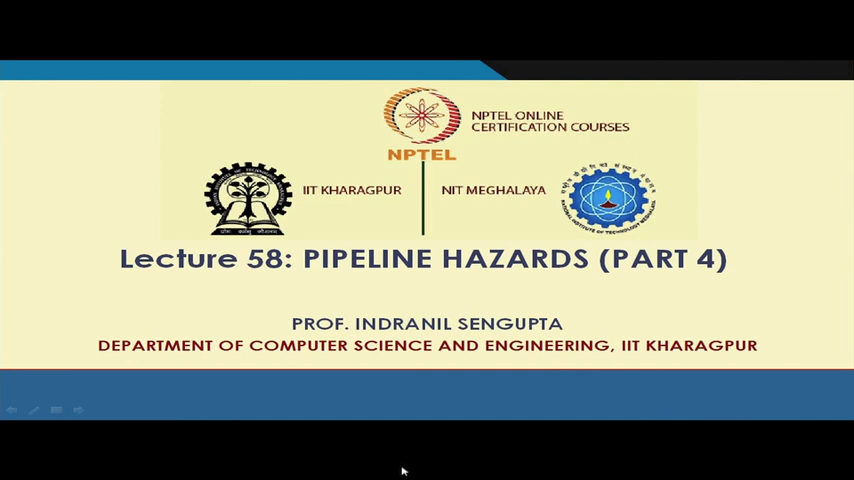 NPTEL ONLINE
CERTIFICATION COURSES
NPTEL
IIT KHARAGPUR
NIT MEGHALAYA
Lecture 58: PIPELINE HAZARDS (PART 4)
PROF. INDRANIL SENGUPTA
DEPARTMENT OF COMPUTER SCIENCE AND ENGINEERING, IIT KHARAGPUR